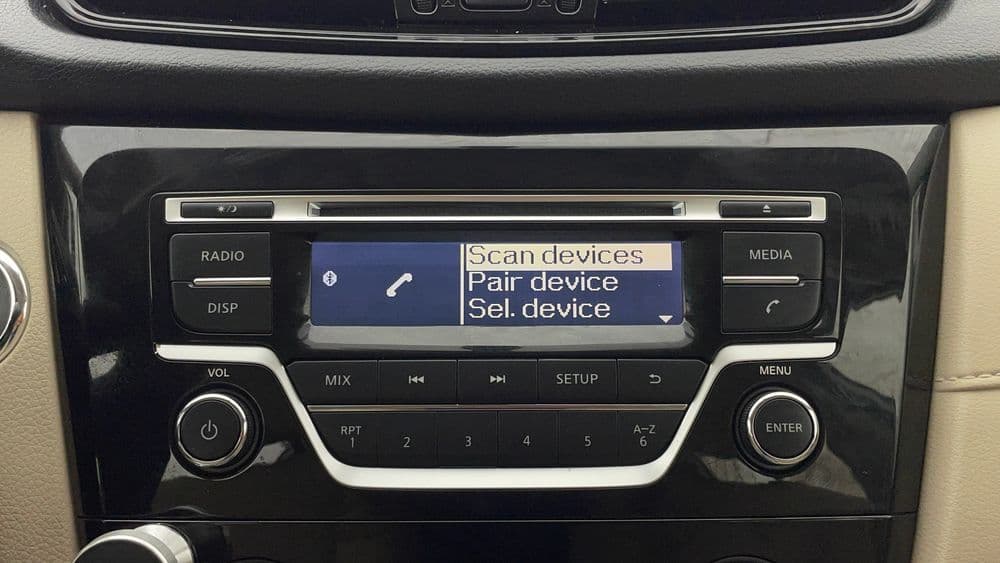 RADIO
DISP
Scan devices
Pair device
Sel. device
MEDIA
VOL
MIX
SETUP
MENU
RPT
1
2
3
4
5
A–Z
6
ENTER